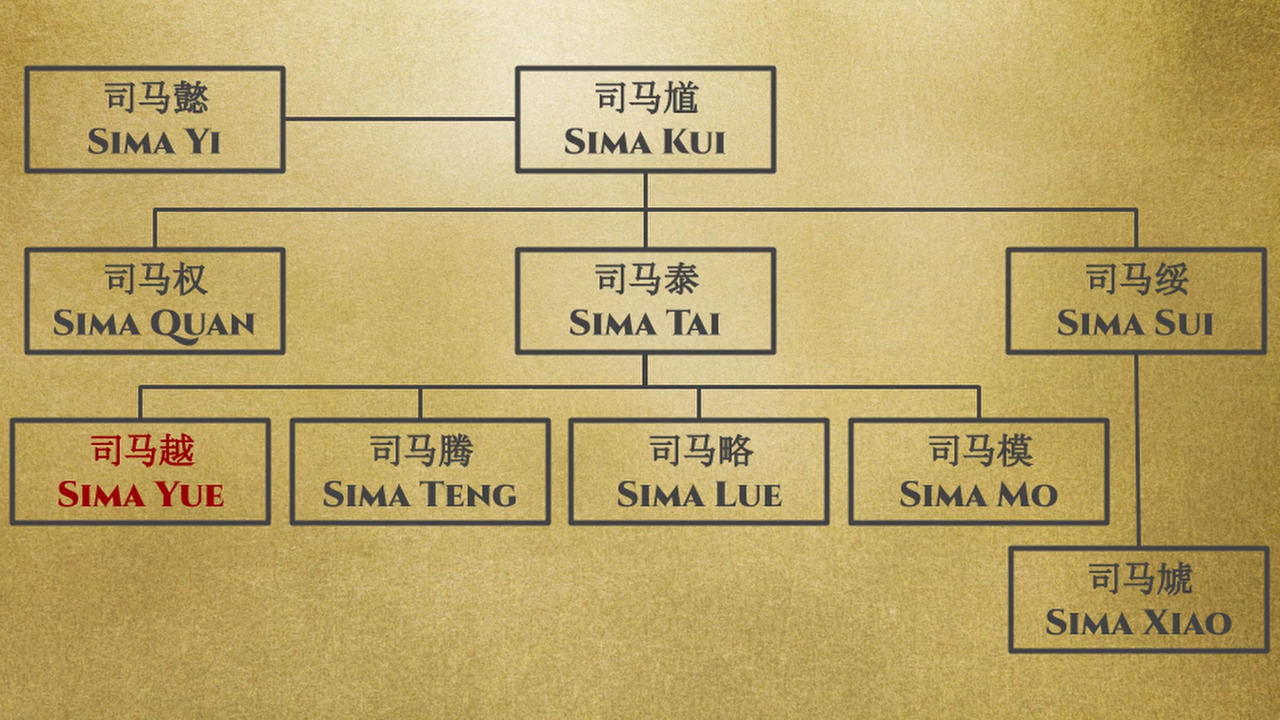 司马懿
Sima Yi
司马馗
Sima Kui
司马权
Sima Quan
司马泰
Sima Tai
司马绥
Sima Sui
司马越
Sima Yue
司马腾
Sima Teng
司马略
Sima Lue
司马模
Sima Mo
司马虓
Sima Xiao